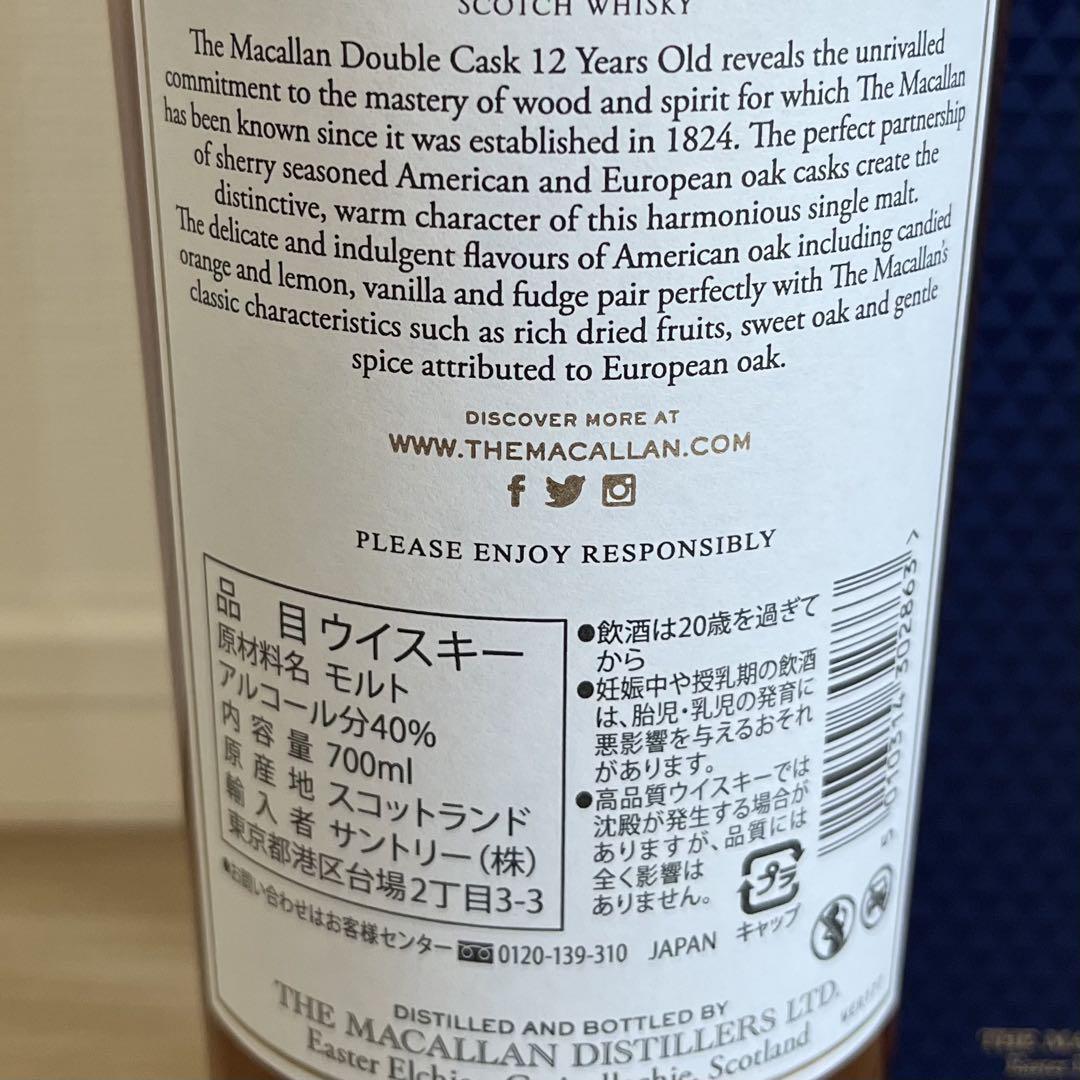 SCOTCH WHISKY
The Macallan Double Cask 12 Years Old reveals the unrivalled
commitment to the mastery of wood and spirit for which The Macallan
has been known since it was established in 1824. The perfect partnership
of sherry seasoned American and European oak casks create the
distinctive, warm character of this harmonious single malt.
The delicate and indulgent flavours of American oak including candied
orange and lemon, vanilla and fudge pair perfectly with The Macallan's
classic characteristics such as rich dried fruits, sweet oak and gentle
spice attributed to European oak.
DISCOVER MORE AT
WWW.THEMACALLAN.COM
PLEASE ENJOY RESPONSIBLY
品 目 ウイスキー
原材料名 モルト
アルコール分40%
内容量 700ml
原産地 スコットランド
輸入者 サントリー(株)
東京都港区台場2丁目3-3
●お問い合わせはお客様センター 0120-139-310 JAPAN
●飲酒は20歳を過ぎて
から
●妊娠中や授乳期の飲酒
は、胎児・乳児の発育に
悪影響を与えるおそれ
があります。
●高品質ウイスキーでは
沈殿が発生する場合が
ありますが、品質には
全く影響は
ありません。
プラ
キャップ
5 010314 302863 >
DISTILLED AND BOTTLED BY
THE MACALLAN DISTILLERS LTD.
Easter Scotland
THE